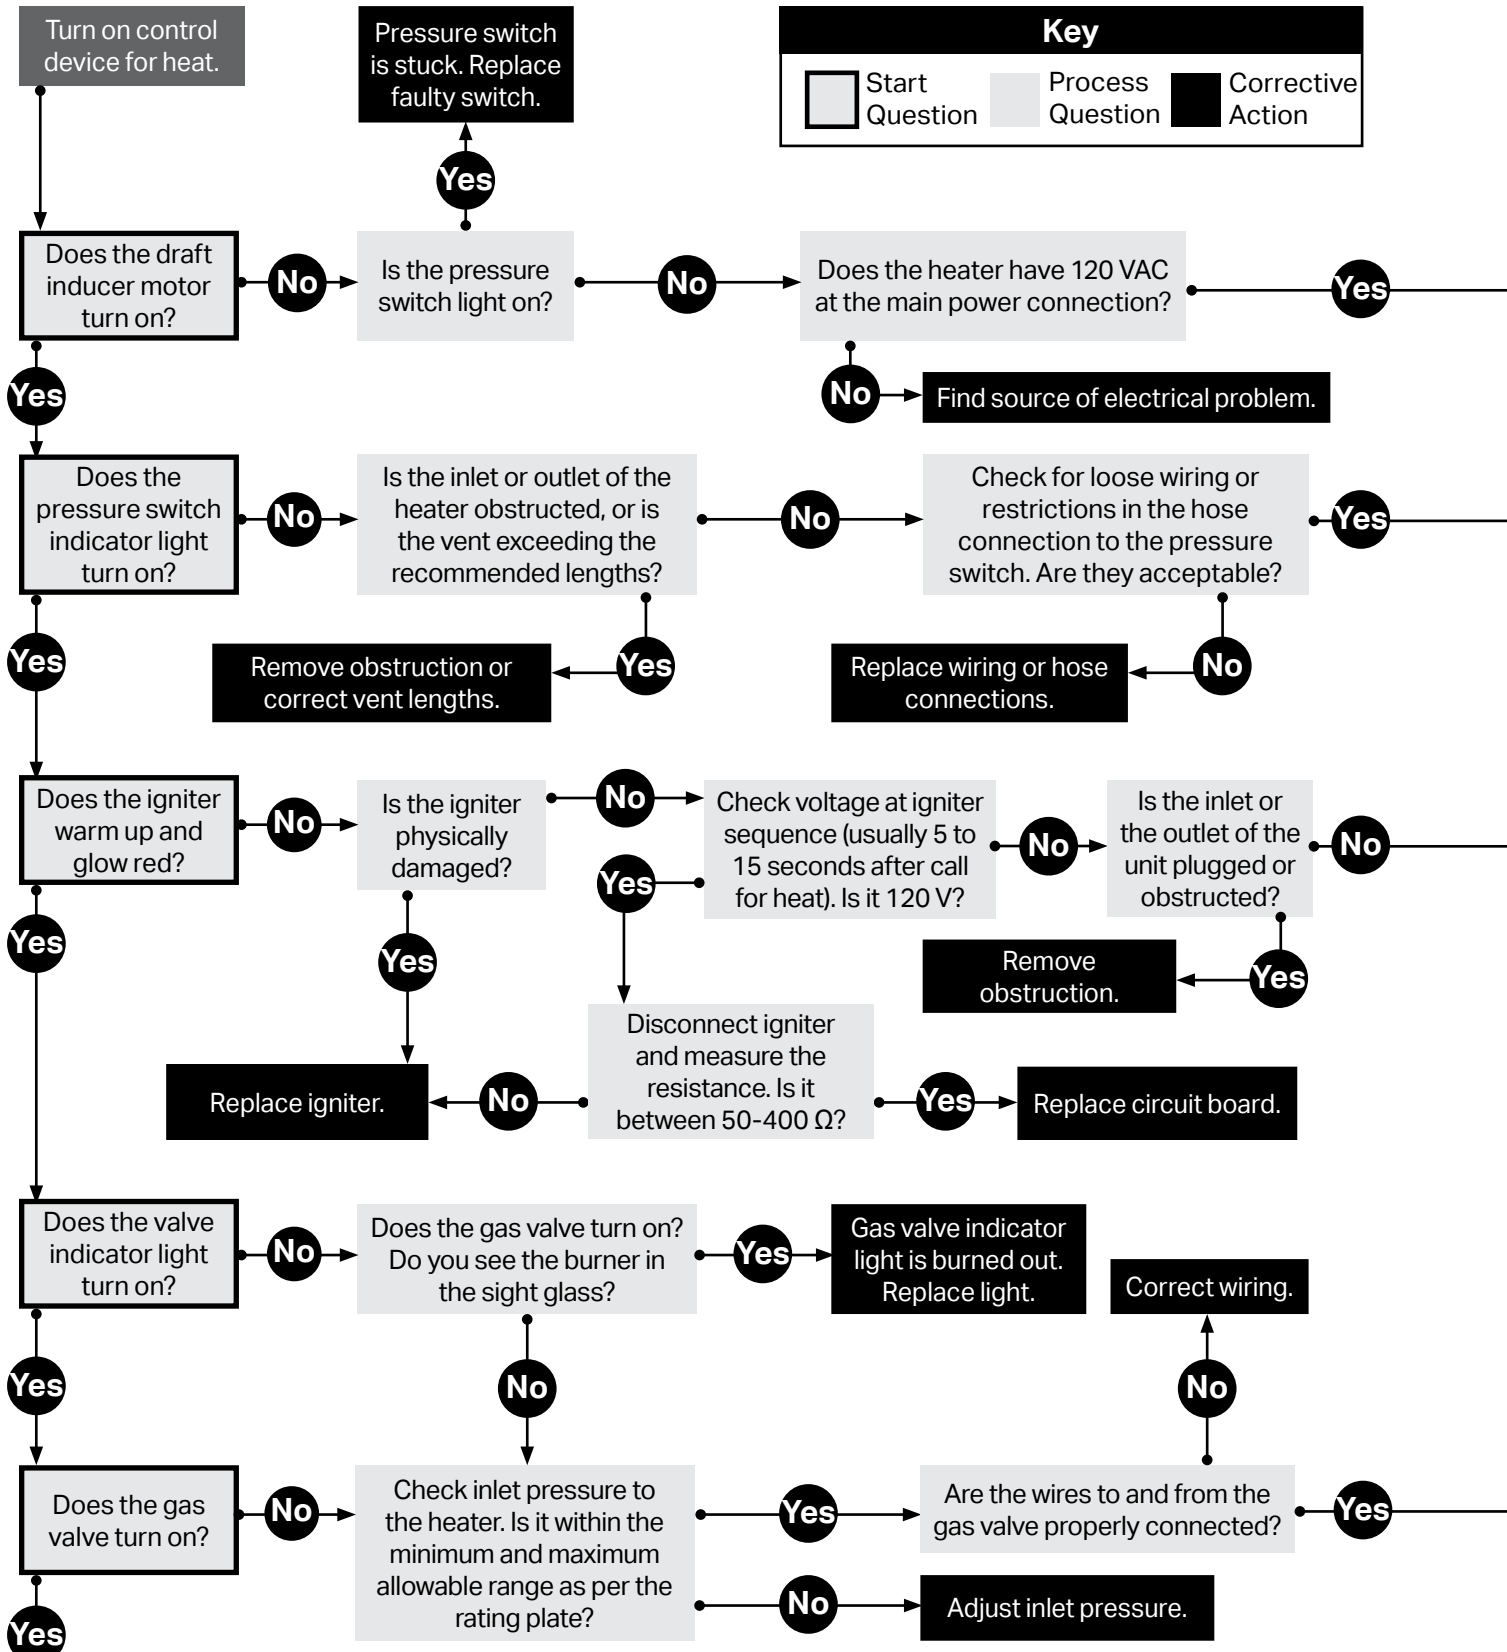 Turn on control
device for heat.
Pressure switch
is stuck. Replace
faulty switch.
Key
Start
Question
Process
Question
Corrective
Action
Yes
Does the draft
inducer motor
turn on?
No
Is the pressure
switch light on?
No
Does the heater have 120 VAC
at the main power connection?
Yes
Yes
No
Find source of electrical problem.
Does the
pressure switch
indicator light
turn on?
No
Is the inlet or outlet of the
heater obstructed, or is
the vent exceeding the
recommended lengths?
No
Check for loose wiring or
restrictions in the hose
connection to the pressure
switch. Are they acceptable?
Yes
Yes
Remove obstruction or
correct vent lengths.
Yes
Replace wiring or hose
connections.
No
Does the igniter
warm up and
glow red?
No
Is the igniter
physically
damaged?
No
Check voltage at igniter
sequence (usually 5 to
15 seconds after call
for heat). Is it 120 V?
No
Is the inlet or
the outlet of the
unit plugged or
obstructed?
No
Yes
Yes
Yes
Remove
obstruction.
Yes
Disconnect igniter
and measure the
resistance. Is it
between 50-400 Ω?
Replace igniter.
No
Yes
Replace circuit board.
Does the valve
indicator light
turn on?
No
Does the gas valve turn on?
Do you see the burner in
the sight glass?
Yes
Gas valve indicator
light is burned out.
Replace light.
Correct wiring.
Yes
No
No
Does the gas
valve turn on?
No
Check inlet pressure to
the heater. Is it within the
minimum and maximum
allowable range as per the
rating plate?
Yes
Are the wires to and from the
gas valve properly connected?
Yes
No
Adjust inlet pressure.
Yes